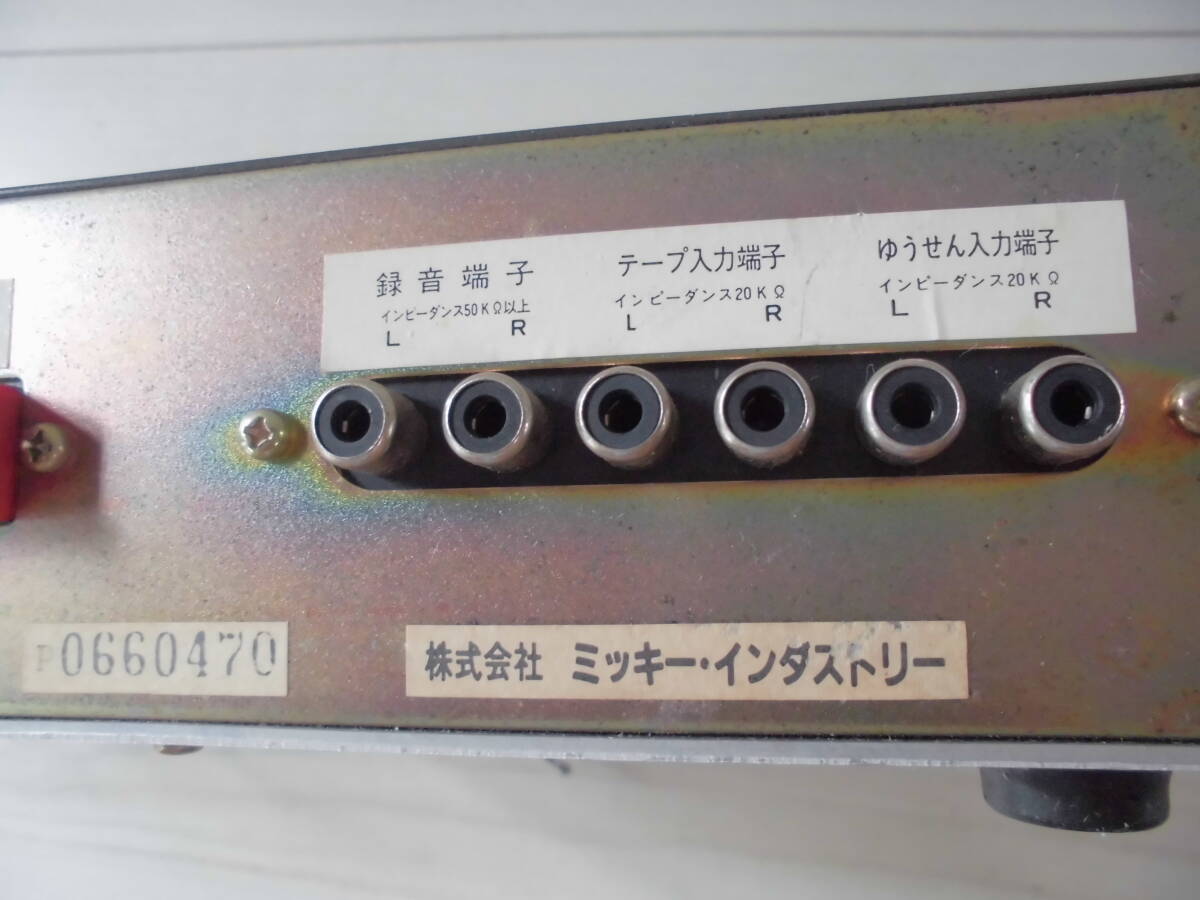 録音端子
インピーダンス50KΩ以上
L R
テープ入力端子
インピーダンス20KΩ
L R
ゆうせん入力端子
インピーダンス20KΩ
L R
P0660470
株式会社 ミッキー・インダストリー